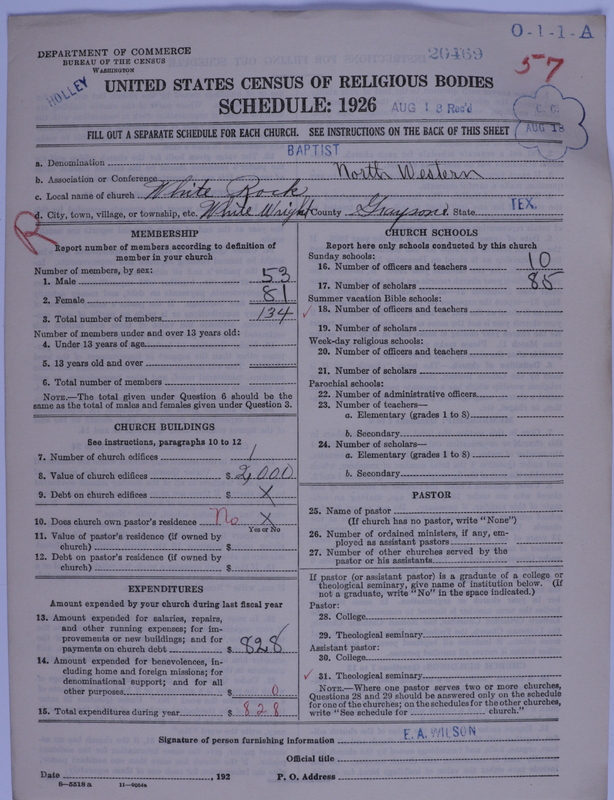 O-1-1-A
DEPARTMENT OF COMMERCE
BUREAU OF THE CENSUS
WASHINGTON
20469
57
HOLLEY
UNITED STATES CENSUS OF RELIGIOUS BODIES
SCHEDULE: 1926
AUG 18 Rec'd
C. O.
AUG 18
FILL OUT A SEPARATE SCHEDULE FOR EACH CHURCH. SEE INSTRUCTIONS ON THE BACK OF THIS SHEET
a. Denomination BAPTIST
b. Association or Conference North Western
c. Local name of church White Rock
d. City, town, village, or township, etc. White Wright County Grayson State TEX.
R
MEMBERSHIP
Report number of members according to definition of
member in your church
Number of members, by sex:
1. Male 53
2. Female 81
3. Total number of members 134
Number of members under and over 13 years old:
4. Under 13 years of age
5. 13 years old and over
6. Total number of members
NOTE.—The total given under Question 6 should be
same as the total of males and females given under Question 3.
CHURCH BUILDINGS
See instructions, paragraphs 10 to 12
7. Number of church edifices 1
8. Value of church edifices $ 2,000
9. Debt on church edifices $ X
10. Does church own pastor's residence No X
Yes or No
11. Value of pastor's residence (if owned by
church) $
12. Debt on pastor's residence (if owned by
church) $
EXPENDITURES
Amount expended by your church during last fiscal year
13. Amount expended for salaries, repairs,
and other running expenses; for im-
provements or new buildings; and for
payments on church debt $ 828
14. Amount expended for benevolences, in-
cluding home and foreign missions; for
denominational support; and for all
other purposes $ 0
15. Total expenditures during year $ 828
CHURCH SCHOOLS
Report here only schools conducted by this church
Sunday schools:
16. Number of officers and teachers 10
17. Number of scholars 85
Summer vacation Bible schools:
18. Number of officers and teachers
19. Number of scholars
Week-day religious schools:
20. Number of officers and teachers
21. Number of scholars
Parochial schools:
22. Number of administrative officers
23. Number of teachers—
a. Elementary (grades 1 to 8)
b. Secondary
24. Number of scholars—
a. Elementary (grades 1 to 8)
b. Secondary
PASTOR
25. Name of pastor
(If church has no pastor, write "None")
26. Number of ordained ministers, if any, em-
ployed as assistant pastors
27. Number of other churches served by the
pastor or his assistants
If pastor (or assistant pastor) is a graduate of a college or
theological seminary, give name of institution below. (If
not a graduate, write "No" in the space indicated.)
Pastor:
28. College
29. Theological seminary
Assistant pastor:
30. College
31. Theological seminary
NOTE.—Where one pastor serves two or more churches,
Questions 28 and 29 should be answered only on the schedule
for one of the churches; on the schedules for the other churches,
write "See schedule for church."
Signature of person furnishing information E. A. WILSON
Official title
Date , 192 P. O. Address
8—5518 a